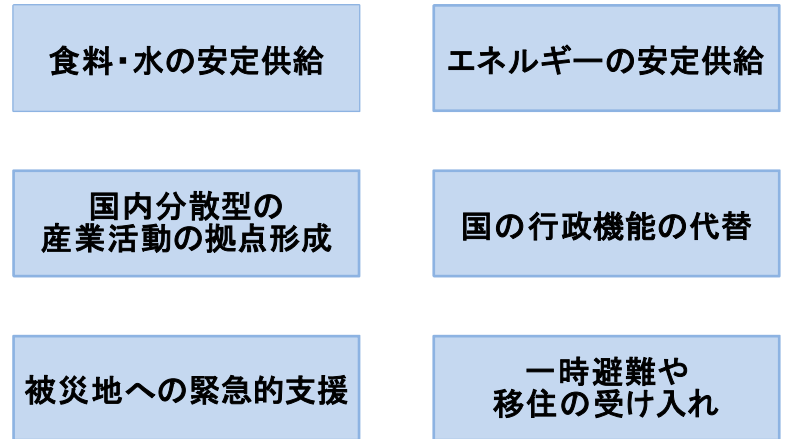 食料・水の安定供給
エネルギーの安定供給
国内分散型の
産業活動の拠点形成
国の行政機能の代替
被災地への緊急的支援
一時避難や
移住の受け入れ